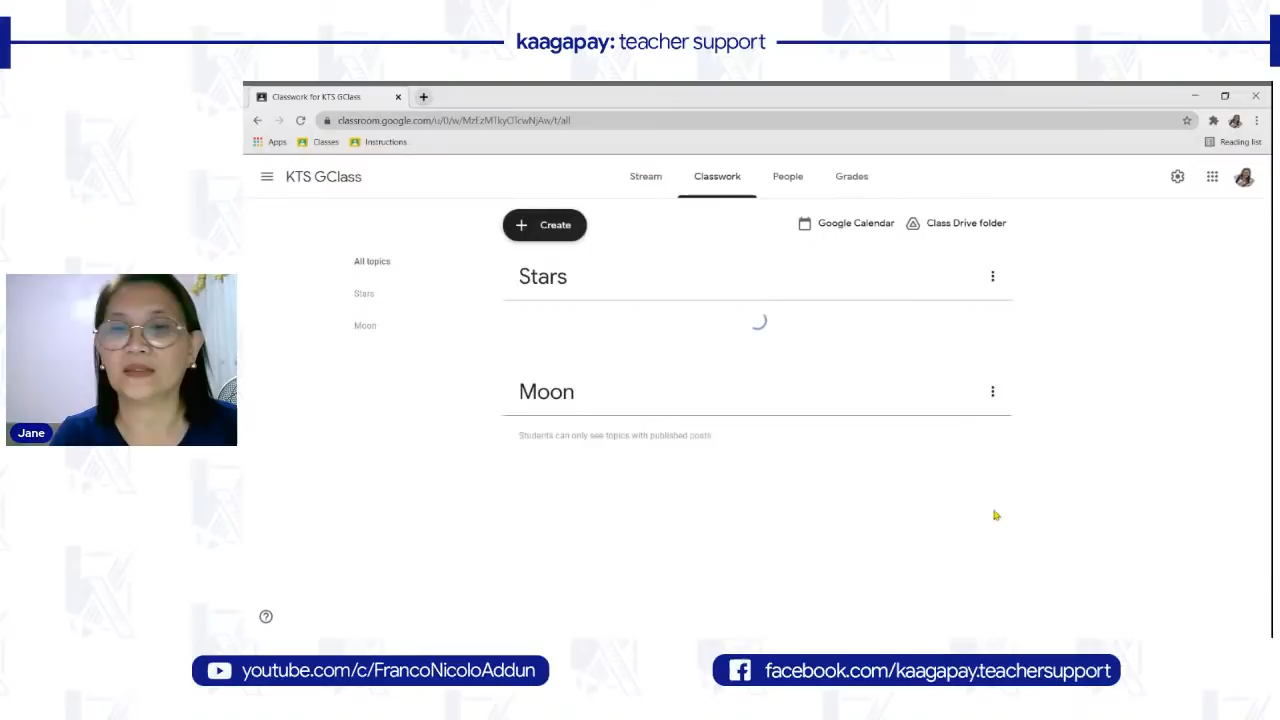 kaagapay: teacher support
Classwork for KTS GClass
Apps Classes Instructions Reading list
KTS GClass Stream Classwork People Grades
Create Google Calendar Class Drive folder
All topics
Stars
Stars
Moon
Moon
Students can only see topics with published posts
Jane
youtube.com/c/FrancoNicoloAddun facebook.com/kaagapay.teachersupport